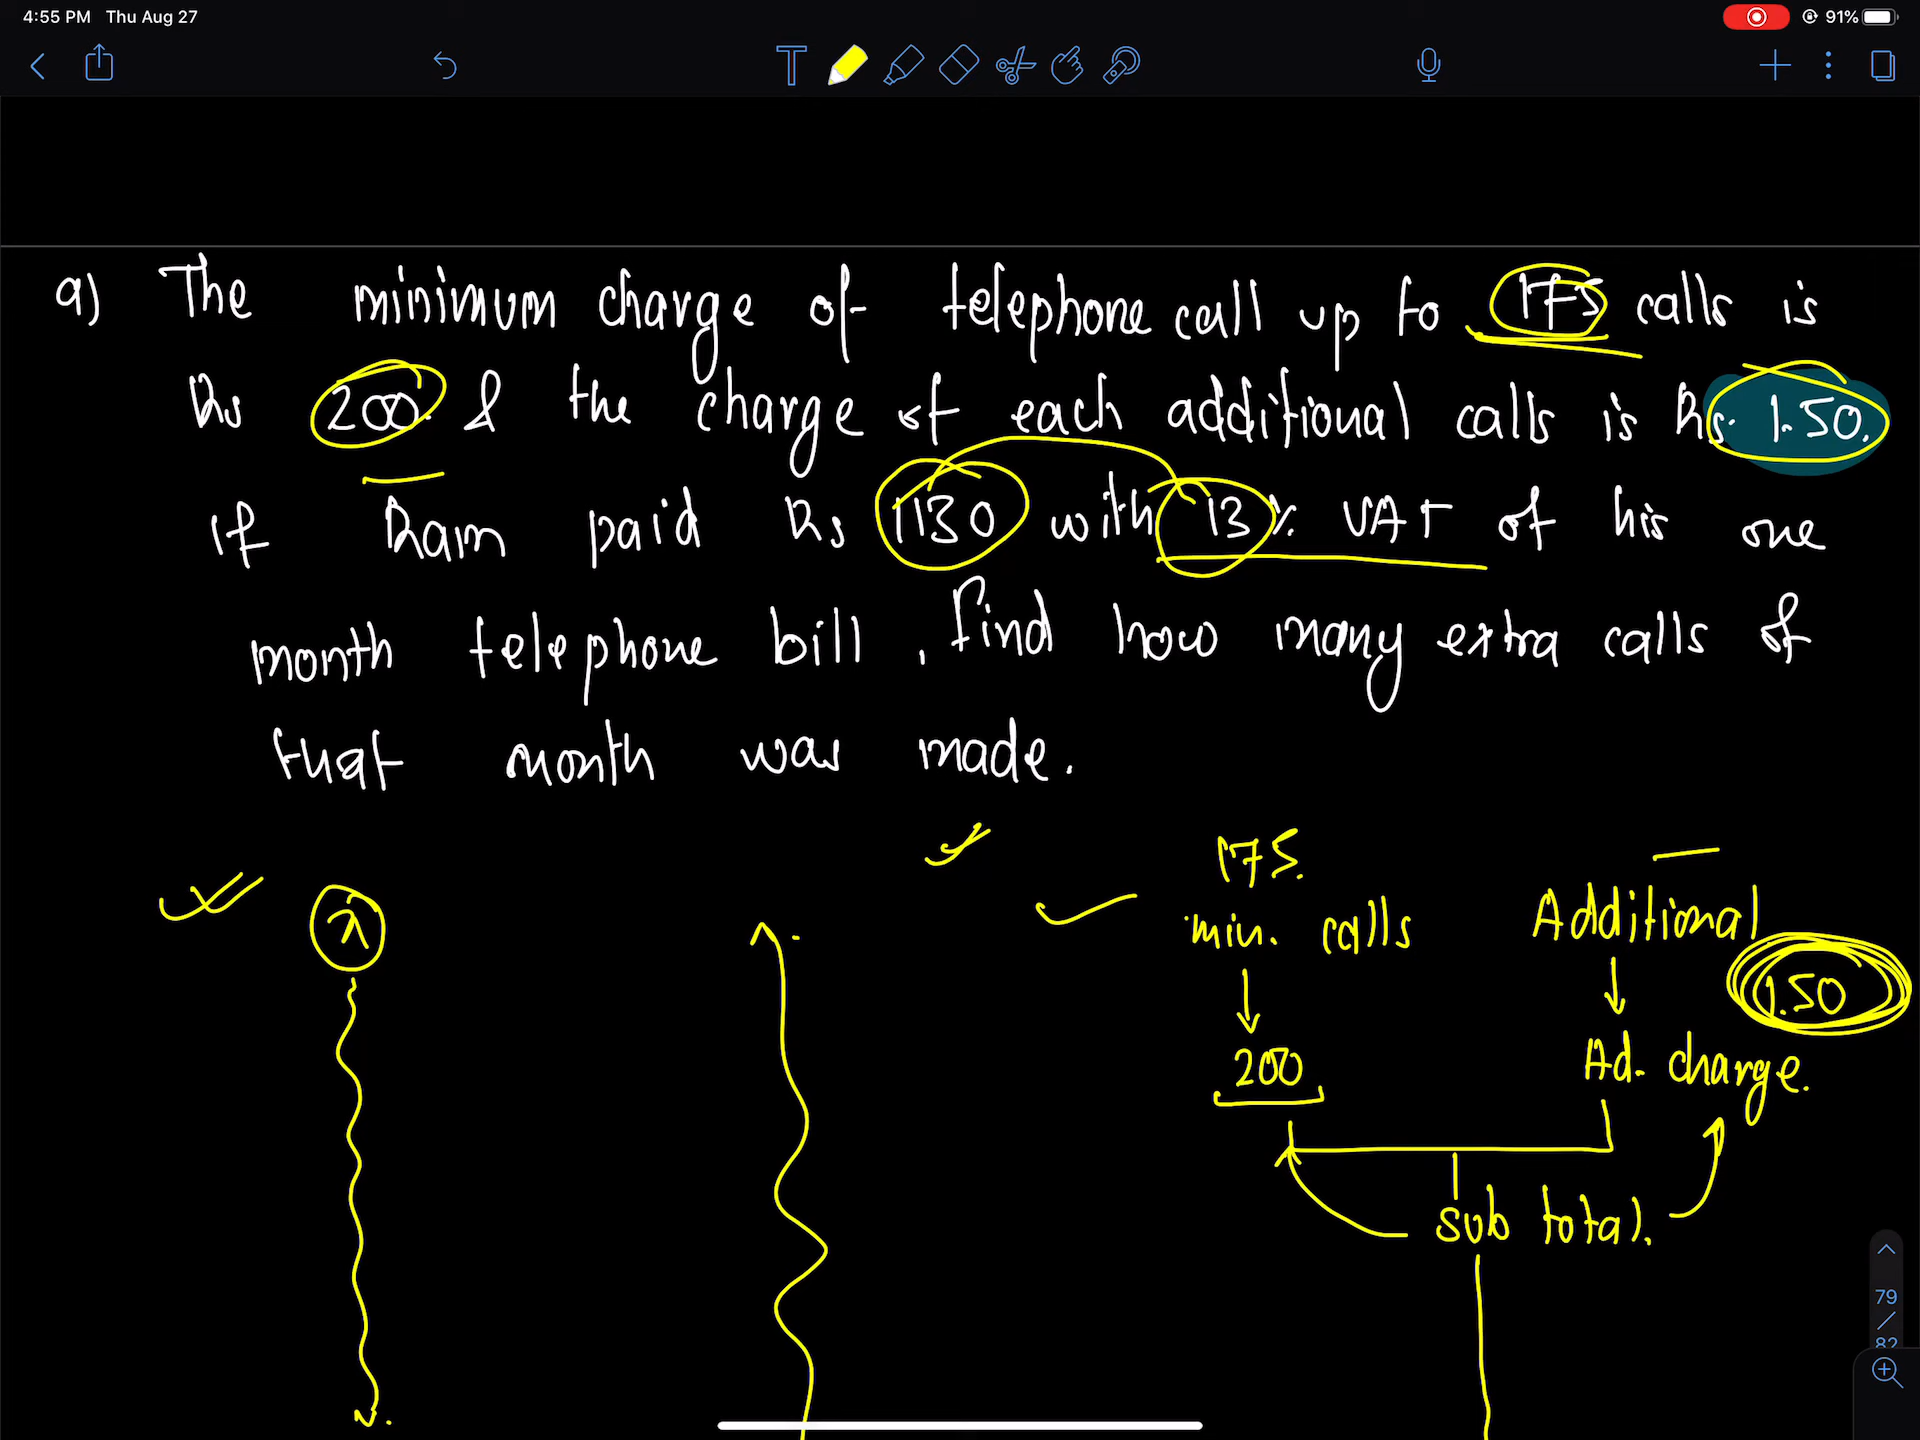 4:55 PM Thu Aug 27
91%
a) The minimum charge of telephone call up to 175 calls is
Rs 200. & the charge of each additional calls is Rs. 1.50.
if Ram paid Rs 1130 with 13% VAT of his one
month telephone bill, find how many extra calls of
that month was made.
175.
min. calls Additional
1.50
200 Ad. charge.
sub total.
79
/
82